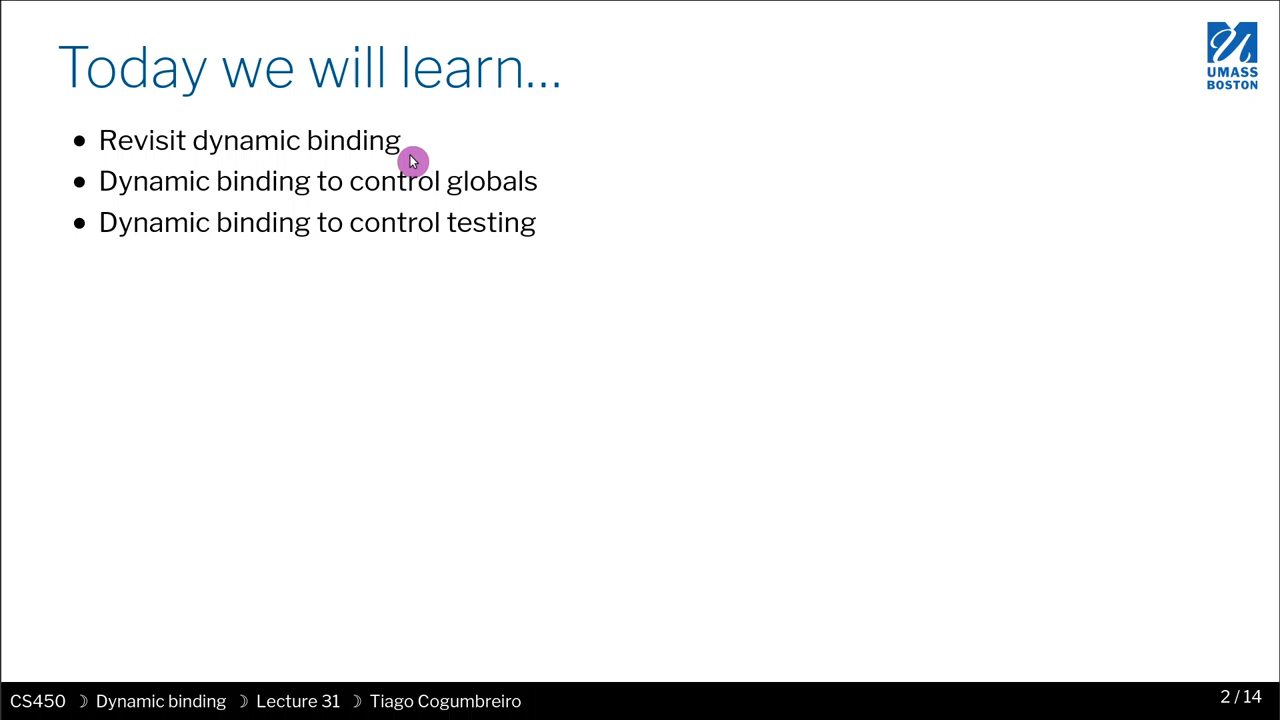 Today we will learn...
UMASS
BOSTON
• Revisit dynamic binding
• Dynamic binding to control globals
• Dynamic binding to control testing
CS450 ☽ Dynamic binding ☽ Lecture 31 ☽ Tiago Cogumbreiro
2 / 14